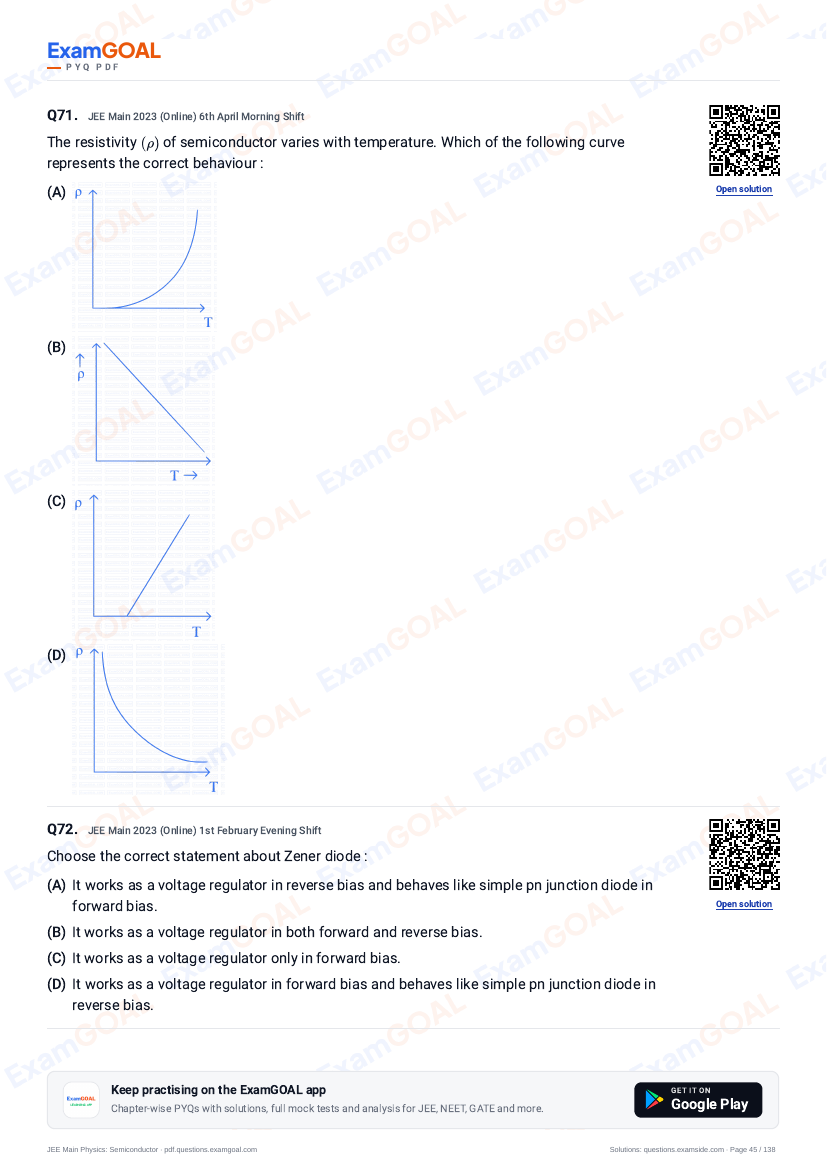 ExamGOAL
PYQ PDF
Q71. JEE Main 2023 (Online) 6th April Morning Shift
The resistivity (ρ) of semiconductor varies with temperature. Which of the following curve
represents the correct behaviour :
Open solution
(A) ρ
T
(B)
ρ
T →
(C) ρ
T
(D) ρ
T
Q72. JEE Main 2023 (Online) 1st February Evening Shift
Choose the correct statement about Zener diode :
(A) It works as a voltage regulator in reverse bias and behaves like simple pn junction diode in
forward bias.
Open solution
(B) It works as a voltage regulator in both forward and reverse bias.
(C) It works as a voltage regulator only in forward bias.
(D) It works as a voltage regulator in forward bias and behaves like simple pn junction diode in
reverse bias.
ExamGOAL
Keep practising on the ExamGOAL app
Chapter-wise PYQs with solutions, full mock tests and analysis for JEE, NEET, GATE and more.
GET IT ON
Google Play
JEE Main Physics: Semiconductor · pdf.questions.examgoal.com
Solutions: questions.examside.com · Page 45 / 138